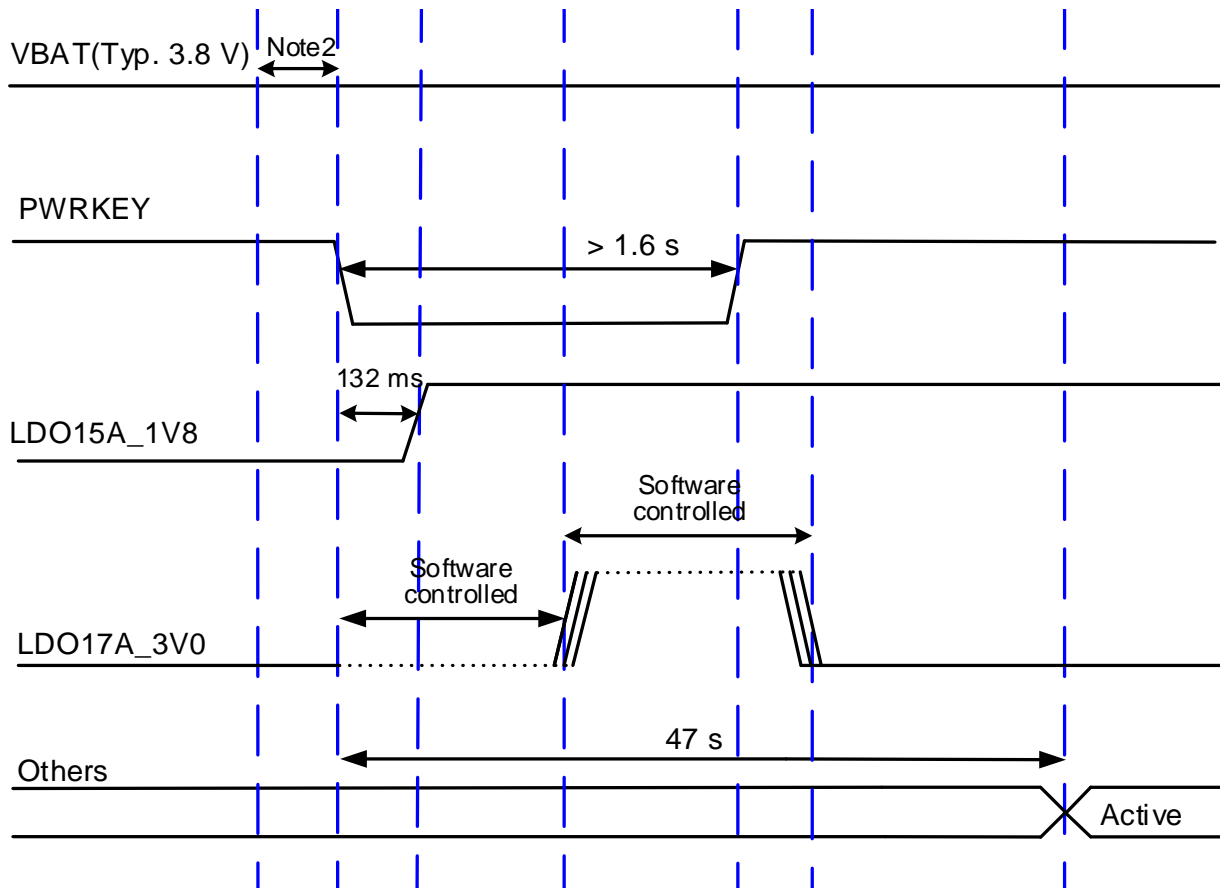 VBAT(Typ. 3.8 V)
Note2
PWRKEY
> 1.6 s
132 ms
LDO15A_1V8
Software
controlled
Software
controlled
LDO17A_3V0
47 s
Others
Active